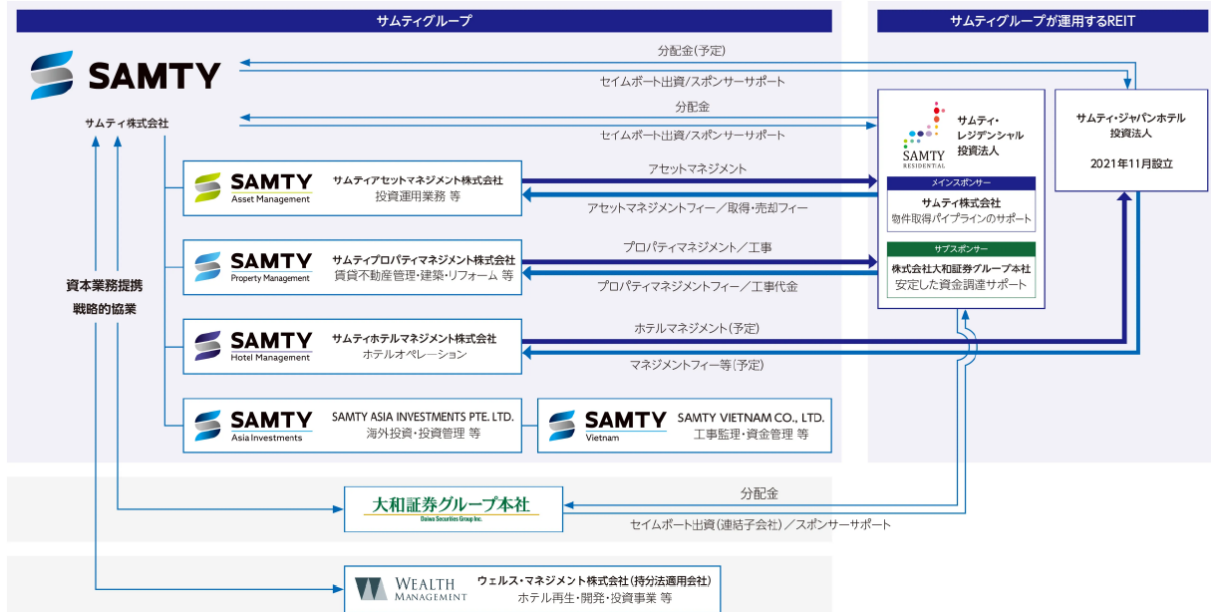 サムティグループ
サムティグループが運用するREIT
SAMTY
サムティ株式会社
分配金(予定)
セイムボート出資/スポンサーサポート
分配金
セイムボート出資/スポンサーサポート
SAMTY
Asset Management
サムティアセットマネジメント株式会社
投資運用業務 等
アセットマネジメント
アセットマネジメントフィー／取得・売却フィー
SAMTY
Property Management
サムティプロパティマネジメント株式会社
賃貸不動産管理・建築・リフォーム 等
プロパティマネジメント／工事
プロパティマネジメントフィー／工事代金
SAMTY
Hotel Management
サムティホテルマネジメント株式会社
ホテルオペレーション
ホテルマネジメント(予定)
マネジメントフィー等(予定)
SAMTY
Asia Investments
SAMTY ASIA INVESTMENTS PTE. LTD.
海外投資・投資管理 等
SAMTY
Vietnam
SAMTY VIETNAM CO., LTD.
工事監理・資金管理 等
SAMTY
RESIDENTIAL
サムティ・
レジデンシャル
投資法人
メインスポンサー
サムティ株式会社
物件取得パイプラインのサポート
サブスポンサー
株式会社大和証券グループ本社
安定した資金調達サポート
サムティ・ジャパンホテル
投資法人
2021年11月設立
資本業務提携
戦略的協業
大和証券グループ本社
Daiwa Securities Group Inc.
分配金
セイムボート出資(連結子会社)／スポンサーサポート
WEALTH
MANAGEMENT
ウェルス・マネジメント株式会社(持分法適用会社)
ホテル再生・開発・投資事業 等